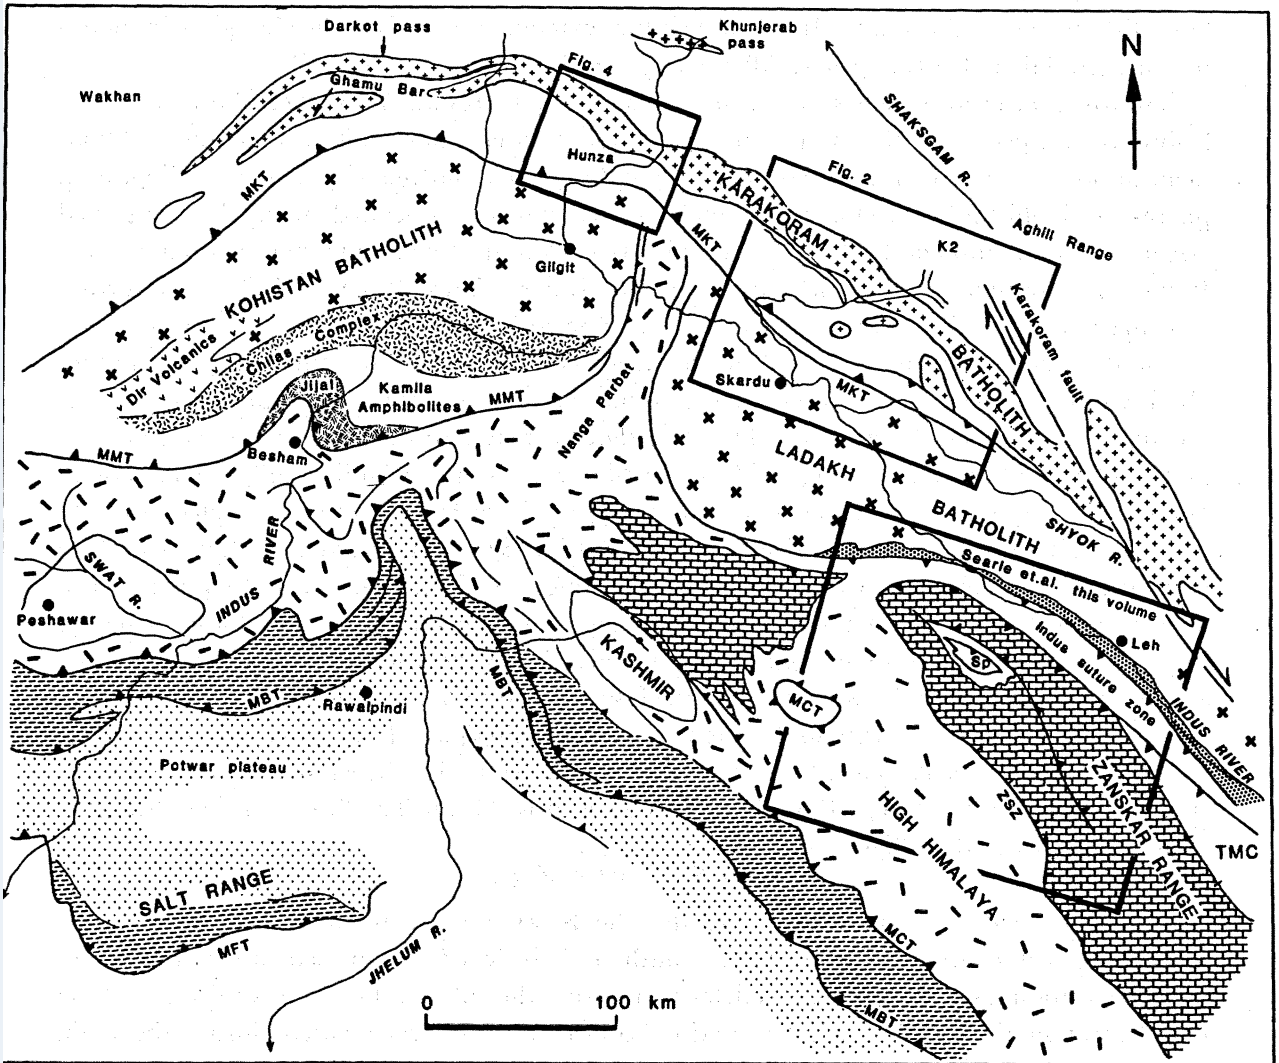 Darkot pass
Khunjerab
pass
N
Fig. 4
Ghamu Bar
Wakhan
SHAKSGAM R.
Hunza
Fig. 2
MKT
KARAKORAM
Aghill Range
K2
MKT
KOHISTAN BATHOLITH
Gilgit
Karakoram fault
Chilas Complex
Dir Volcanics
BATHOLITH
Jijal
Kamila
Amphibolites
MMT
Nanga Parbat
Skardu
MKT
MMT
Besham
LADAKH
BATHOLITH
SHYOK R.
SWAT R.
INDUS RIVER
Searle et.al. this volume
Peshawar
KASHMIR
Leh
SP
Indus suture zone
MBT
MBT
Rawalpindi
MCT
INDUS RIVER
Potwar plateau
ZSZ
ZANSKAR RANGE
HIGH HIMALAYA
TMC
SALT RANGE
MFT
JHELUM R.
MCT
MBT
0 100 km